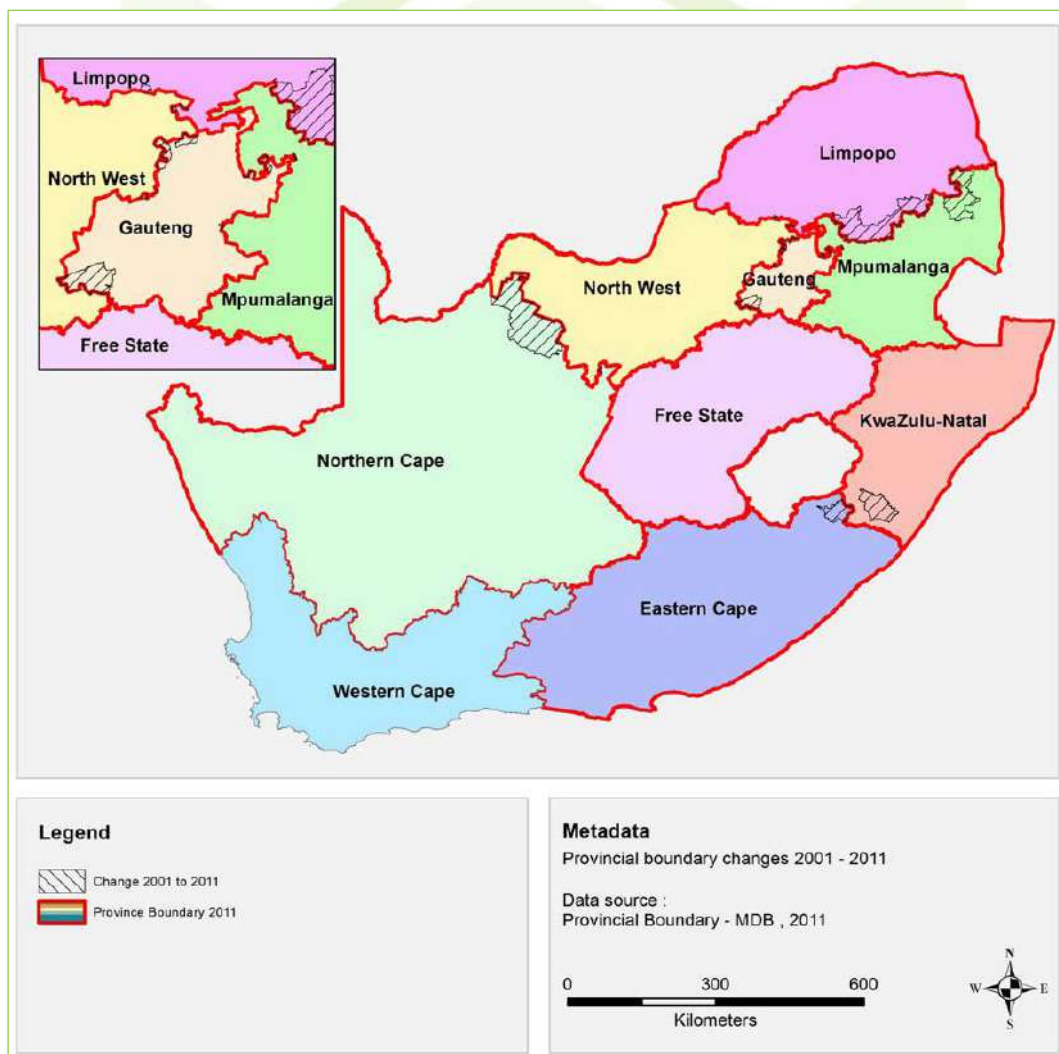 Limpopo
North West
Gauteng
Mpumalanga
Free State
Limpopo
Mpumalanga
Gauteng
North West
Free State
KwaZulu-Natal
Northern Cape
Eastern Cape
Western Cape
Legend
Change 2001 to 2011
Province Boundary 2011
Metadata
Provincial boundary changes 2001 - 2011
Data source :
Provincial Boundary - MDB , 2011
0 300 600
Kilometers
N
W E
S